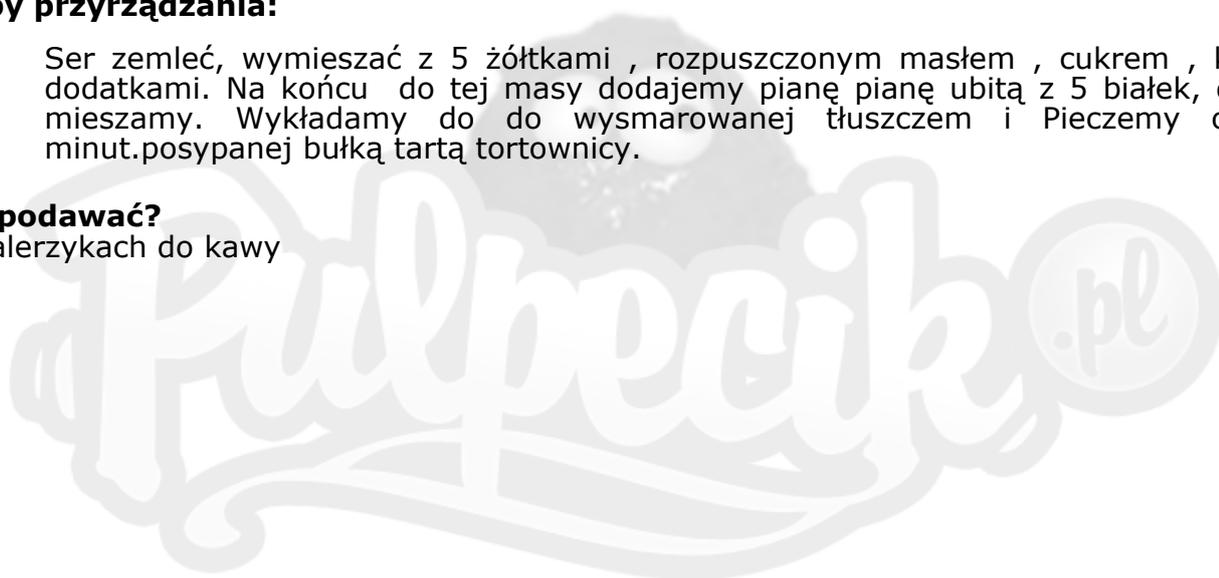 przyrządzania:
Ser zemleć, wymieszać z 5 żółtkami , rozpuszczonym masłem , cukrem ,
dodatkami. Na końcu do tej masy dodajemy pianę pianę ubitą z 5 białek,
mieszamy. Wykładamy do do wysmarowanej tłuszczem i Pieczemy
minut.posypanej bułką tartą tortownicy.
podawać?
alerzykach do kawy
Pulpecik .pl